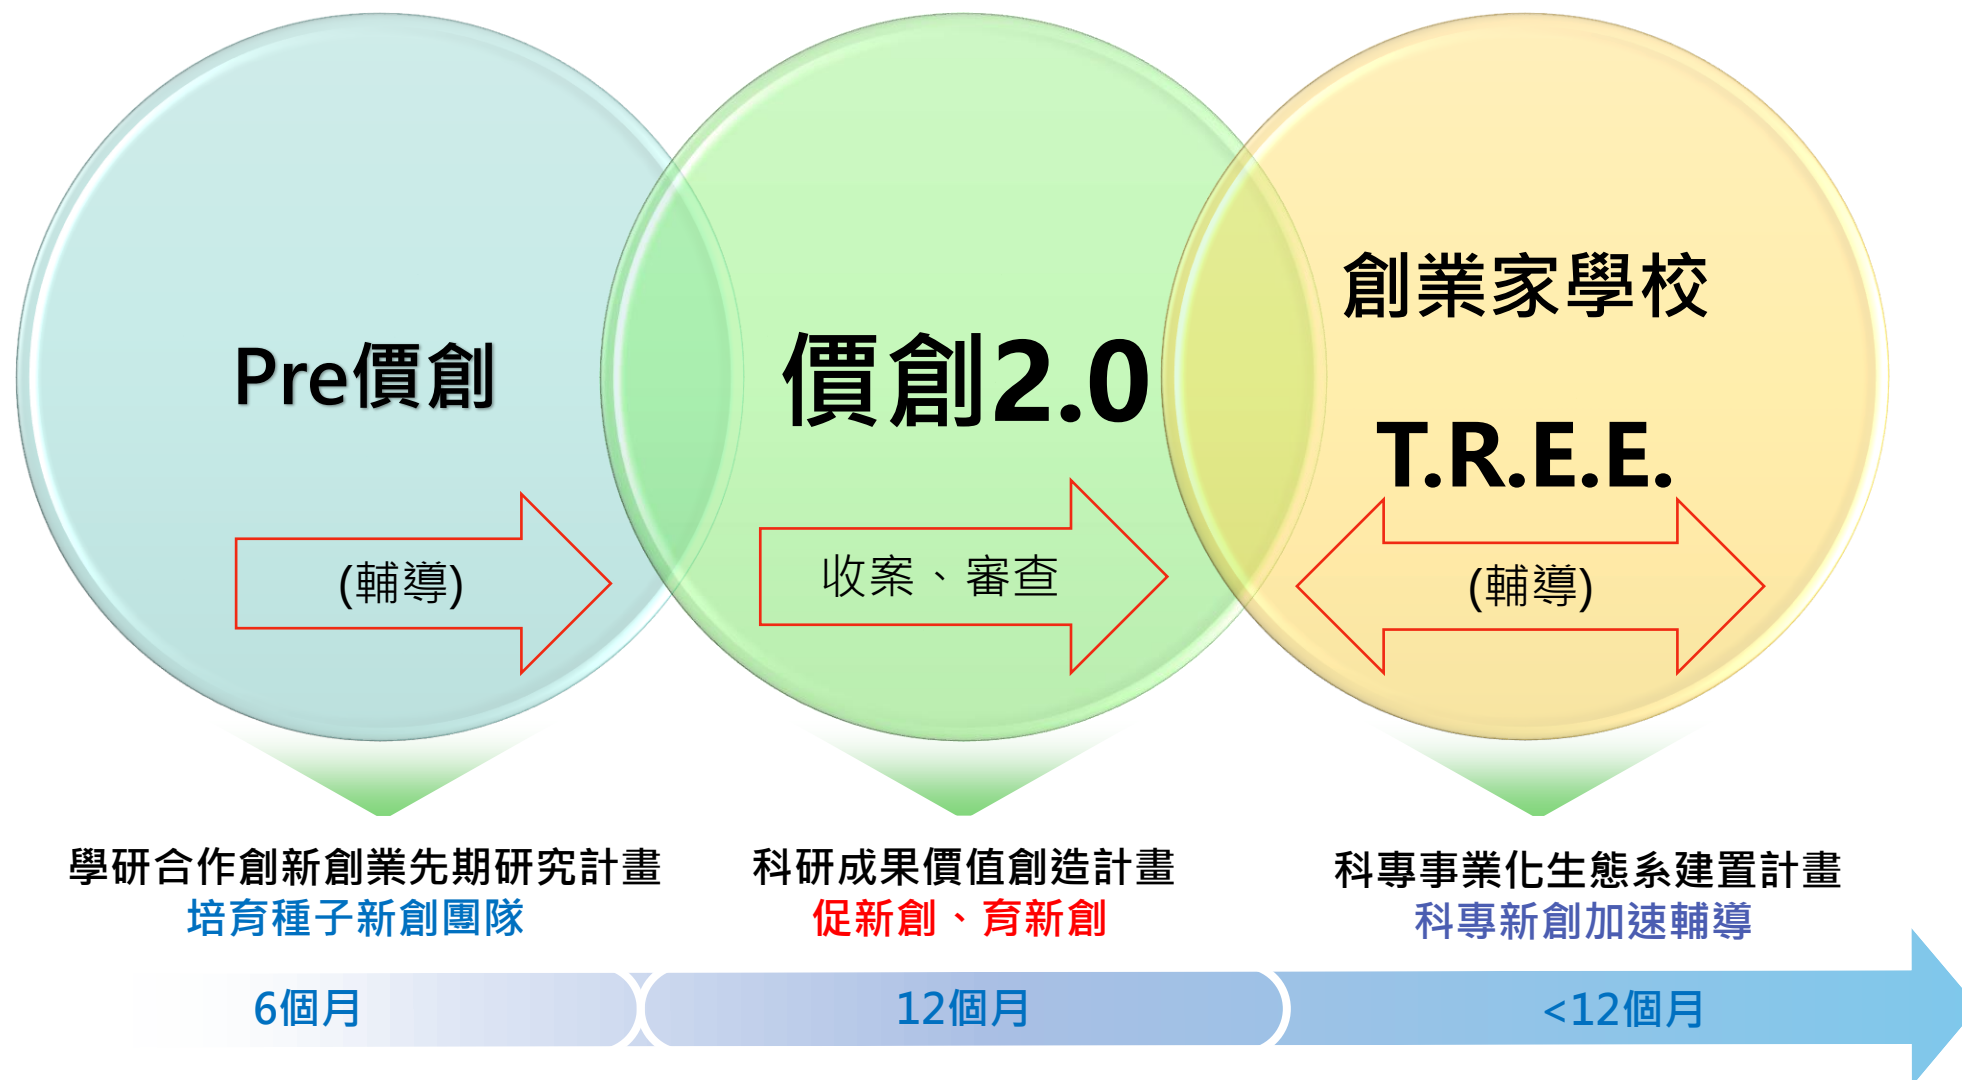 Pre價創
(輔導)
價創2.0
收案、審查
創業家學校
T.R.E.E.
(輔導)
學研合作創新創業先期研究計畫
培育種子新創團隊
科研成果價值創造計畫
促新創、育新創
科專事業化生態系建置計畫
科專新創加速輔導
6個月
12個月
<12個月